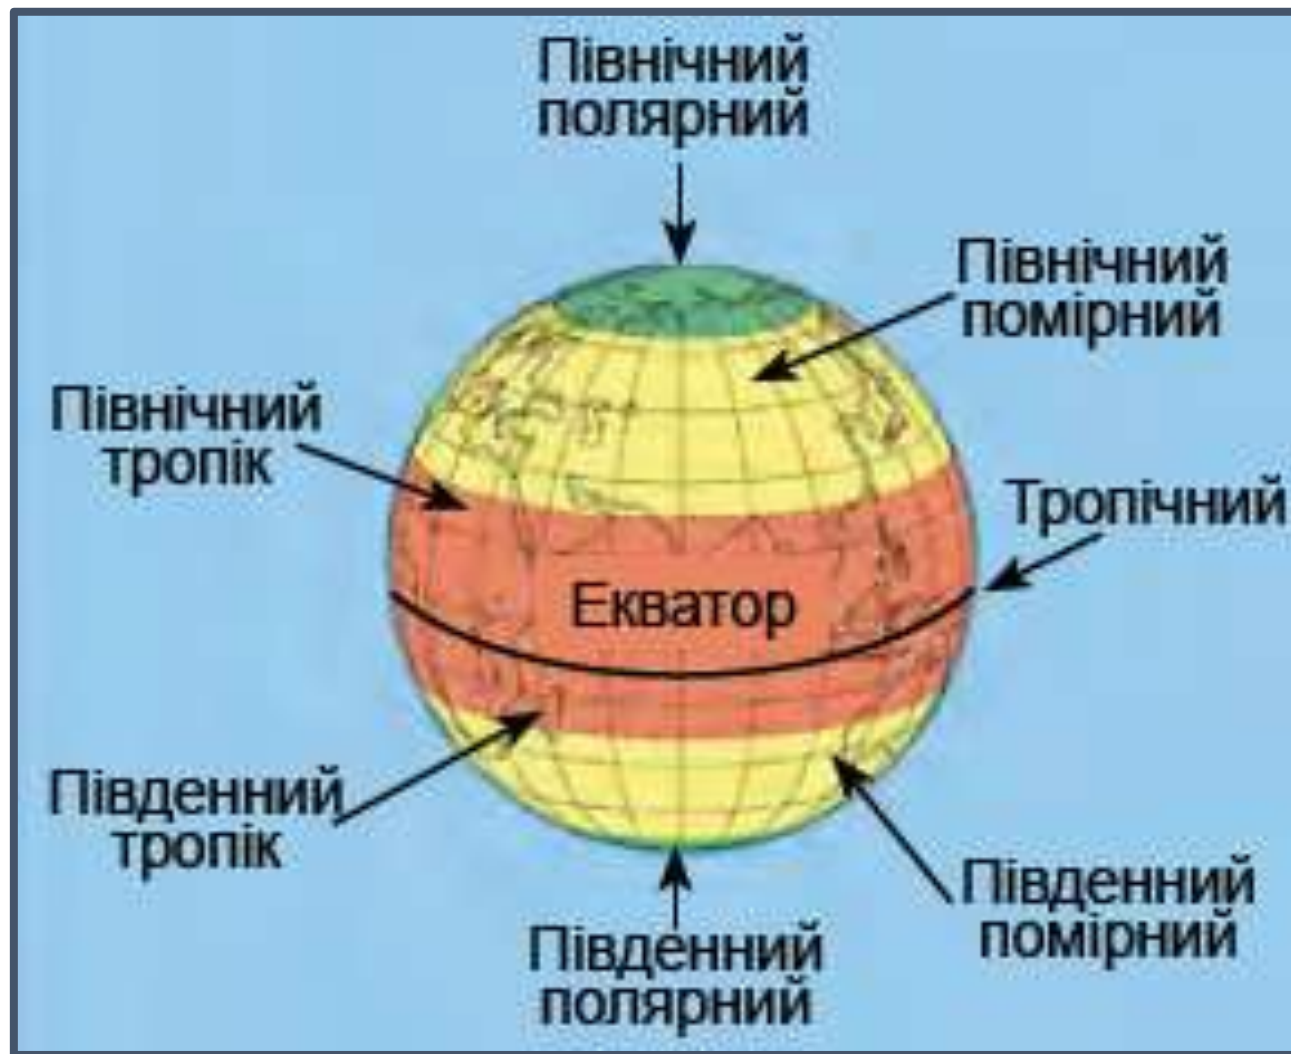 Північний
полярний
Північний
помірний
Північний
тропік
Тропічний
Екватор
Південний
тропік
Південний
помірний
Південний
полярний